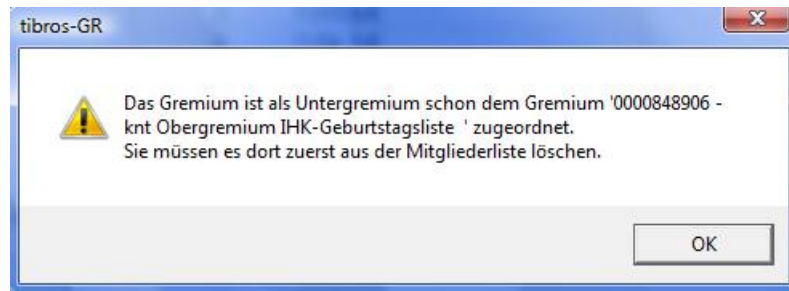 tibros-GR
Das Gremium ist als Untergremium schon dem Gremium '0000848906 -
knt Obergremium IHK-Geburtstagsliste ' zugeordnet.
Sie müssen es dort zuerst aus der Mitgliederliste löschen.
OK